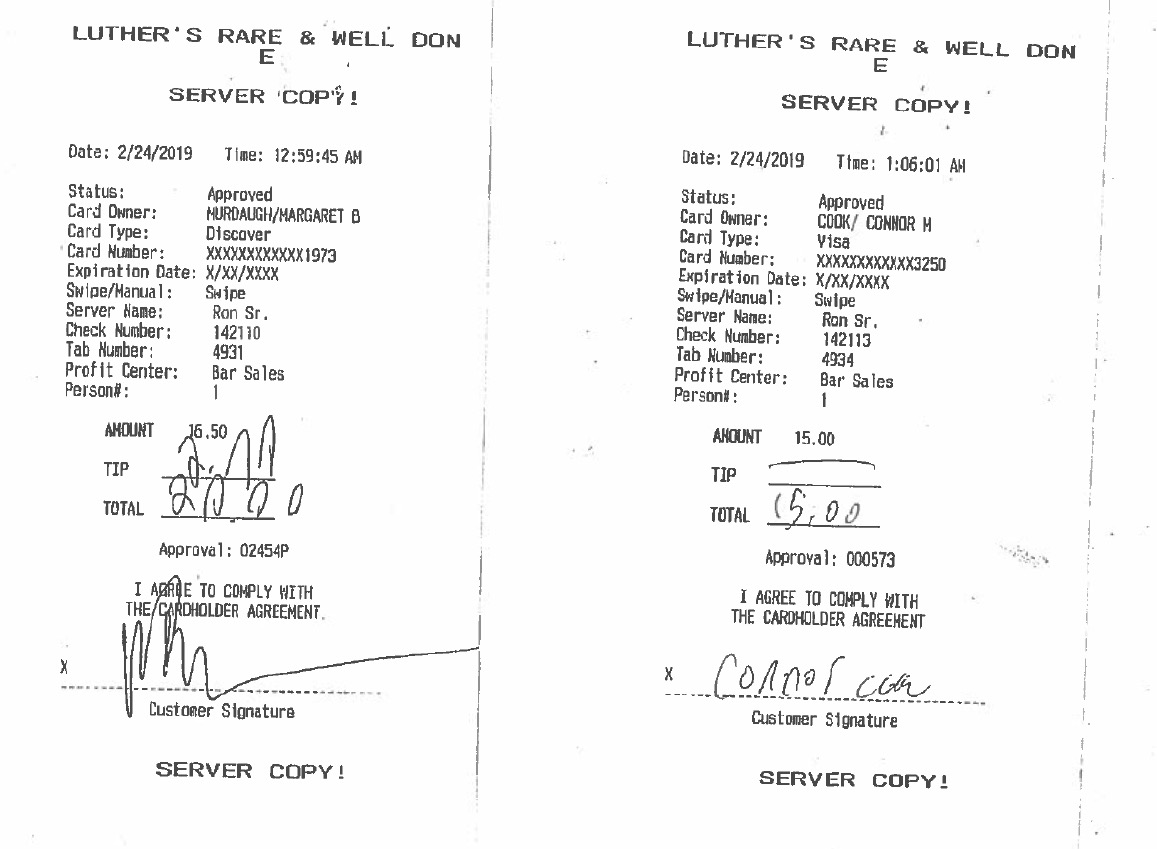 LUTHER'S RARE & WELL DON
E
SERVER COPY!
Date: 2/24/2019 Time: 12:59:45 AM
Status: Approved
Card Owner: MURDAUGH/MARGARET B
Card Type: Discover
Card Number: XXXXXXXXXXXX1973
Expiration Date: X/XX/XXXX
Swipe/Manual: Swipe
Server Name: Ron Sr.
Check Number: 142110
Tab Number: 4931
Profit Center: Bar Sales
Person#: 1
AMOUNT 16.50
TIP
TOTAL 20.00
Approval: 02454P
I AGREE TO COMPLY WITH
THE CARDHOLDER AGREEMENT.
X
Customer Signature
SERVER COPY!
LUTHER'S RARE & WELL DON
E
SERVER COPY!
Date: 2/24/2019 Time: 1:06:01 AM
Status: Approved
Card Owner: COOK/ CONNOR M
Card Type: Visa
Card Number: XXXXXXXXXXXX3250
Expiration Date: X/XX/XXXX
Swipe/Manual: Swipe
Server Name: Ron Sr.
Check Number: 142113
Tab Number: 4934
Profit Center: Bar Sales
Person#: 1
AMOUNT 15.00
TIP
TOTAL 15.00
Approval: 000573
I AGREE TO COMPLY WITH
THE CARDHOLDER AGREEMENT
X Connor Cook
Customer Signature
SERVER COPY!